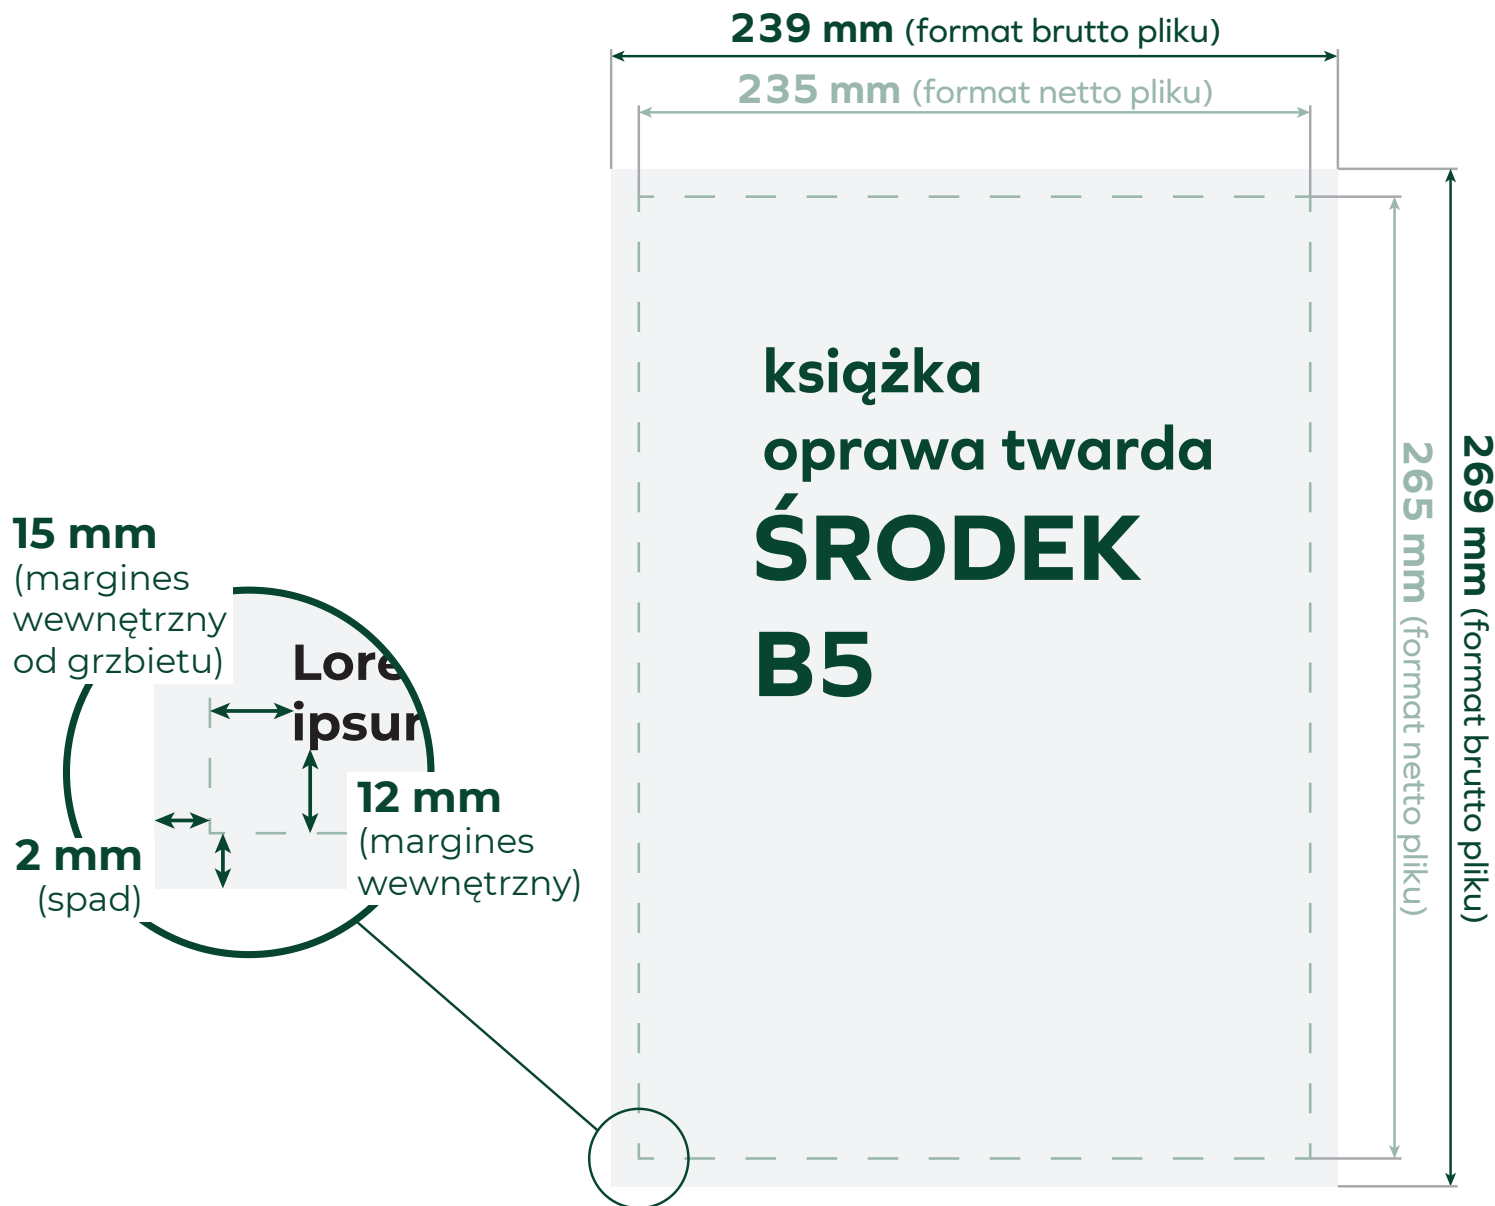 239 mm (format brutto pliku)
235 mm (format netto pliku)
książka
oprawa twarda
ŚRODEK
B5
265 mm (format netto pliku)
269 mm (format brutto pliku)
15 mm
(margines
wewnętrzny
od grzbietu)
Lore
ipsur
12 mm
(margines
wewnętrzny)
2 mm
(spad)